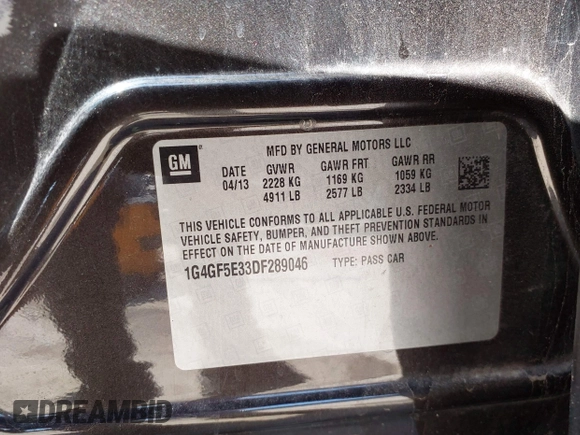 MFD BY GENERAL MOTORS LLC
GM
DATE GVWR GAWR FRT GAWR RR
04/13 2228 KG 1169 KG 1059 KG
4911 LB 2577 LB 2334 LB
THIS VEHICLE CONFORMS TO ALL APPLICABLE U.S. FEDERAL MOTOR
VEHICLE SAFETY, BUMPER, AND THEFT PREVENTION STANDARDS IN
EFFECT ON THE DATE OF MANUFACTURE SHOWN ABOVE.
1G4GF5E33DF289046 TYPE: PASS CAR
DREAMBID